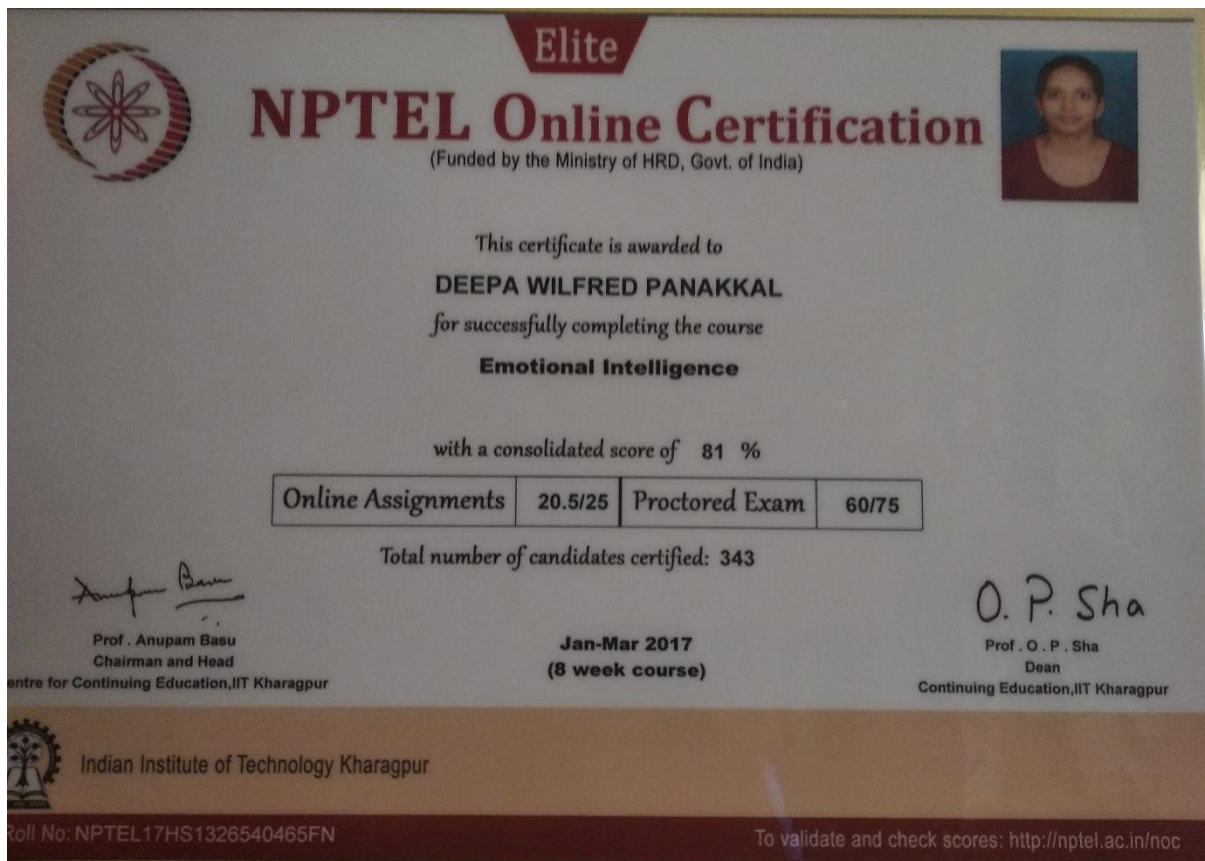 Elite
NPTEL Online Certification
(Funded by the Ministry of HRD, Govt. of India)
This certificate is awarded to
DEEPA WILFRED PANAKKAL
for successfully completing the course
Emotional Intelligence
with a consolidated score of 81 %
Online Assignments 20.5/25 Proctored Exam 60/75
Total number of candidates certified: 343
Anupam Basu
Prof . Anupam Basu
Chairman and Head
entre for Continuing Education,IIT Kharagpur
Jan-Mar 2017
(8 week course)
O. P. Sha
Prof . O . P . Sha
Dean
Continuing Education,IIT Kharagpur
Indian Institute of Technology Kharagpur
Roll No: NPTEL17HS1326540465FN
To validate and check scores: http://nptel.ac.in/noc